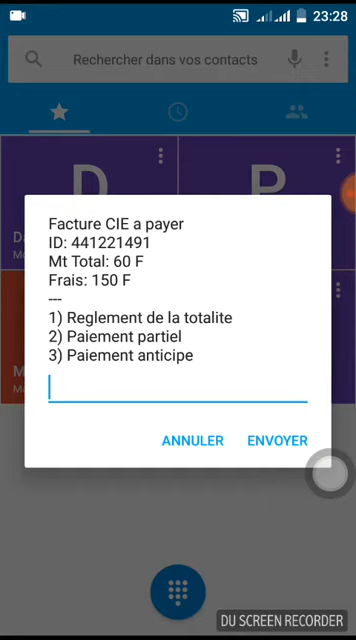 23:28
Rechercher dans vos contacts
D
P
Facture CIE a payer
ID: 441221491
Mt Total: 60 F
Frais: 150 F
---
1) Reglement de la totalite
2) Paiement partiel
3) Paiement anticipe
ANNULER ENVOYER
DU SCREEN RECORDER